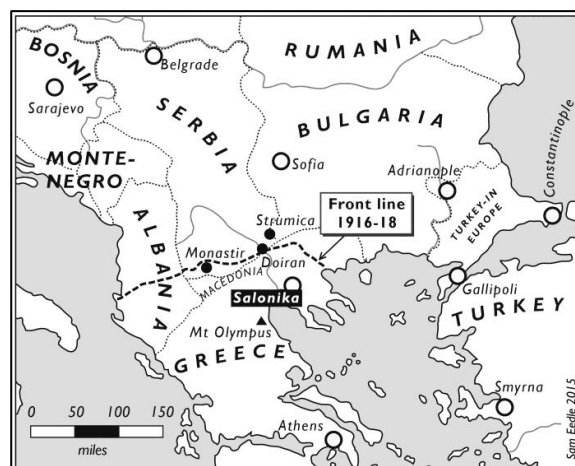 BOSNIA
RUMANIA
Belgrade
Sarajevo
SERBIA
BULGARIA
MONTE-
NEGRO
Sofia
Adrianople
Constantinople
TURKEY-IN
EUROPE
ALBANIA
Strumica
Front line
1916-18
Monastir
Doiran
MACEDONIA
Salonika
Gallipoli
TURKEY
Mt Olympus
GREECE
Smyrna
Athens
0 50 100 150
miles
Sam Eedle 2015